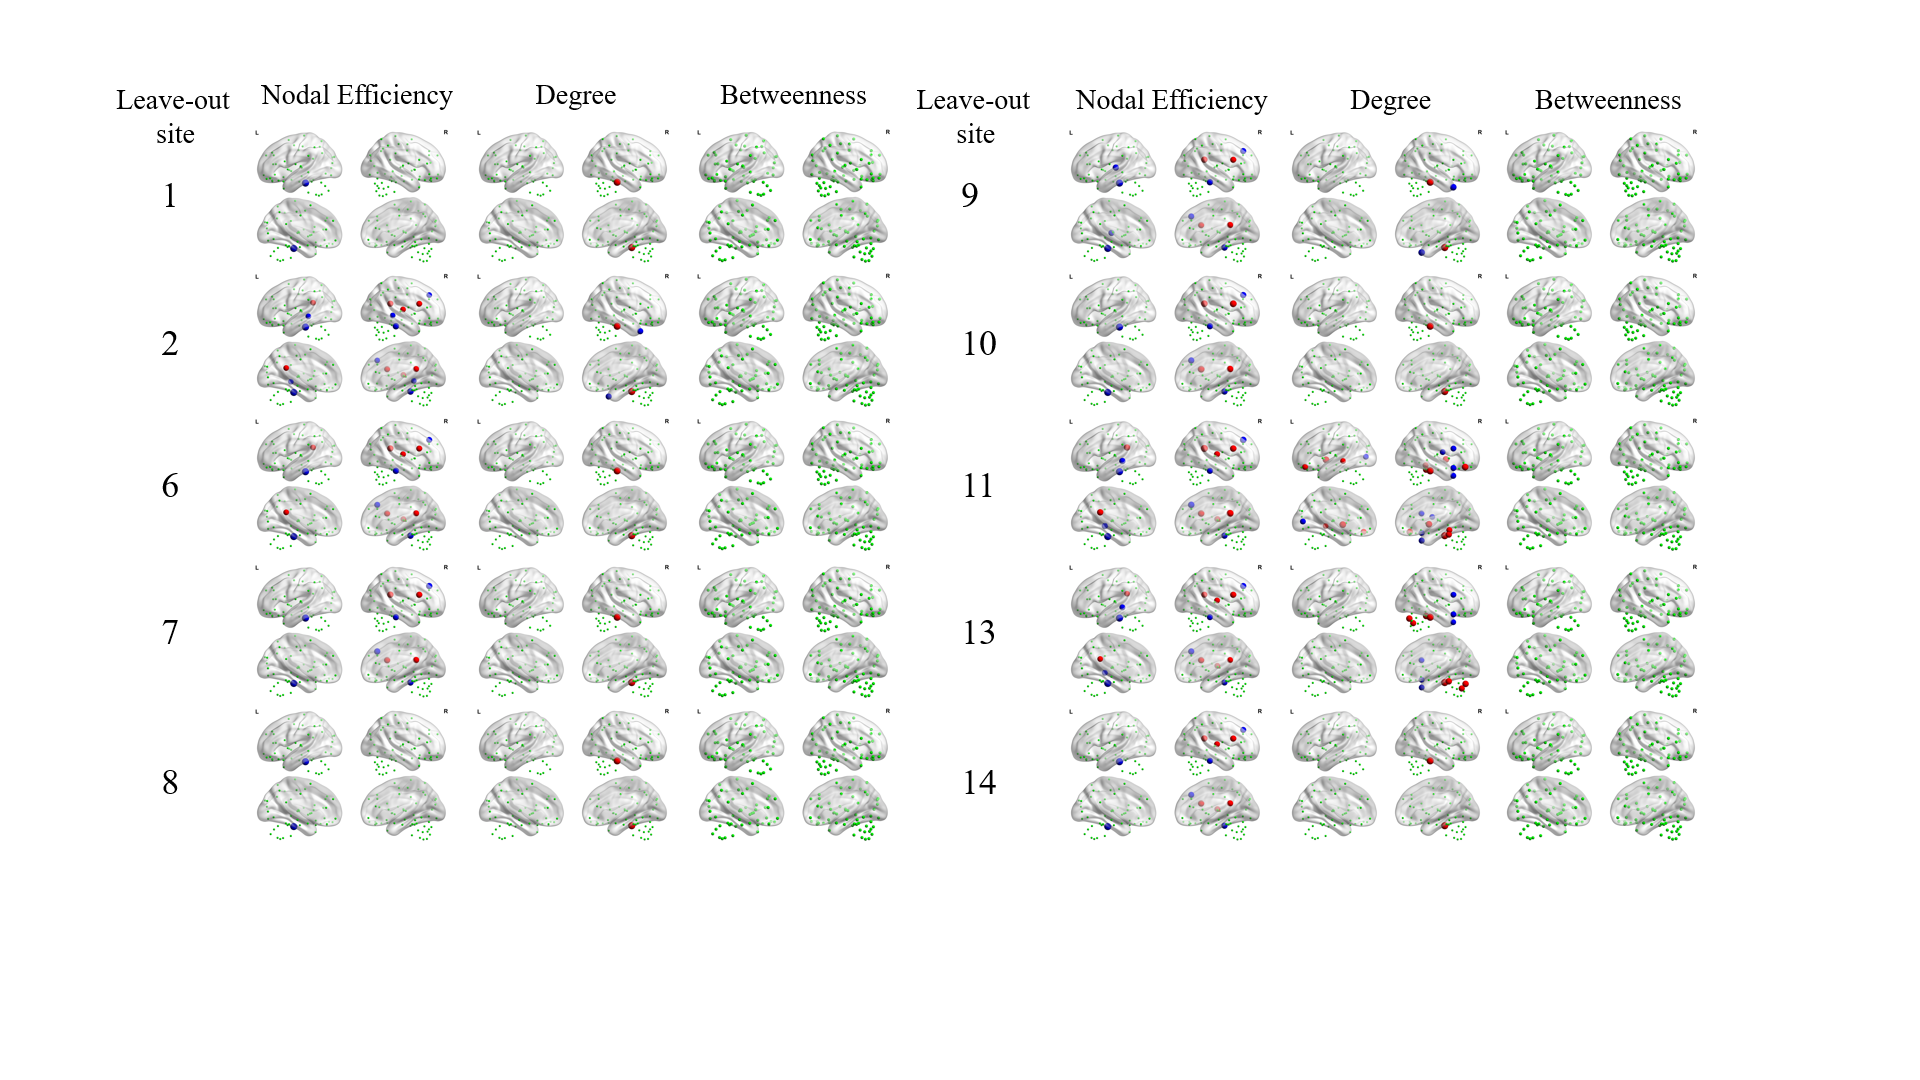 Leave-out
site
Nodal Efficiency
Degree
Betweenness
Leave-out
site
Nodal Efficiency
Degree
Betweenness
L R L R L R L R L R L R
1
9
L R L R L R L R L R L R
2
10
L R L R L R L R L R L R
6
11
L R L R L R L R L R L R
7
13
L R L R L R L R L R L R
8
14